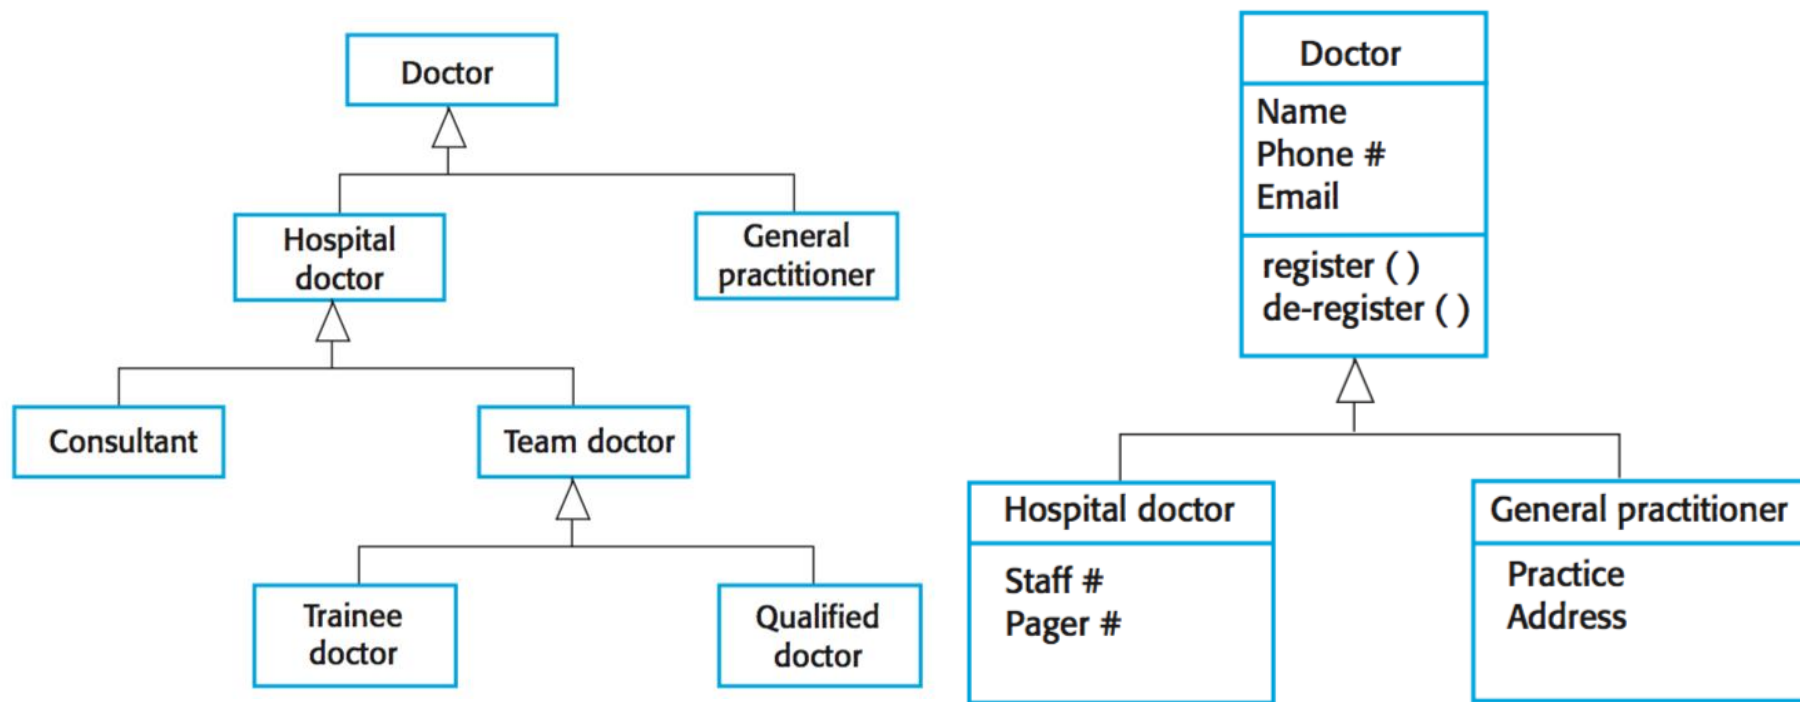 Doctor
Hospital
doctor
General
practitioner
Consultant
Team doctor
Trainee
doctor
Qualified
doctor
Doctor
Name
Phone #
Email
register ( )
de-register ( )
Hospital doctor
Staff #
Pager #
General practitioner
Practice
Address